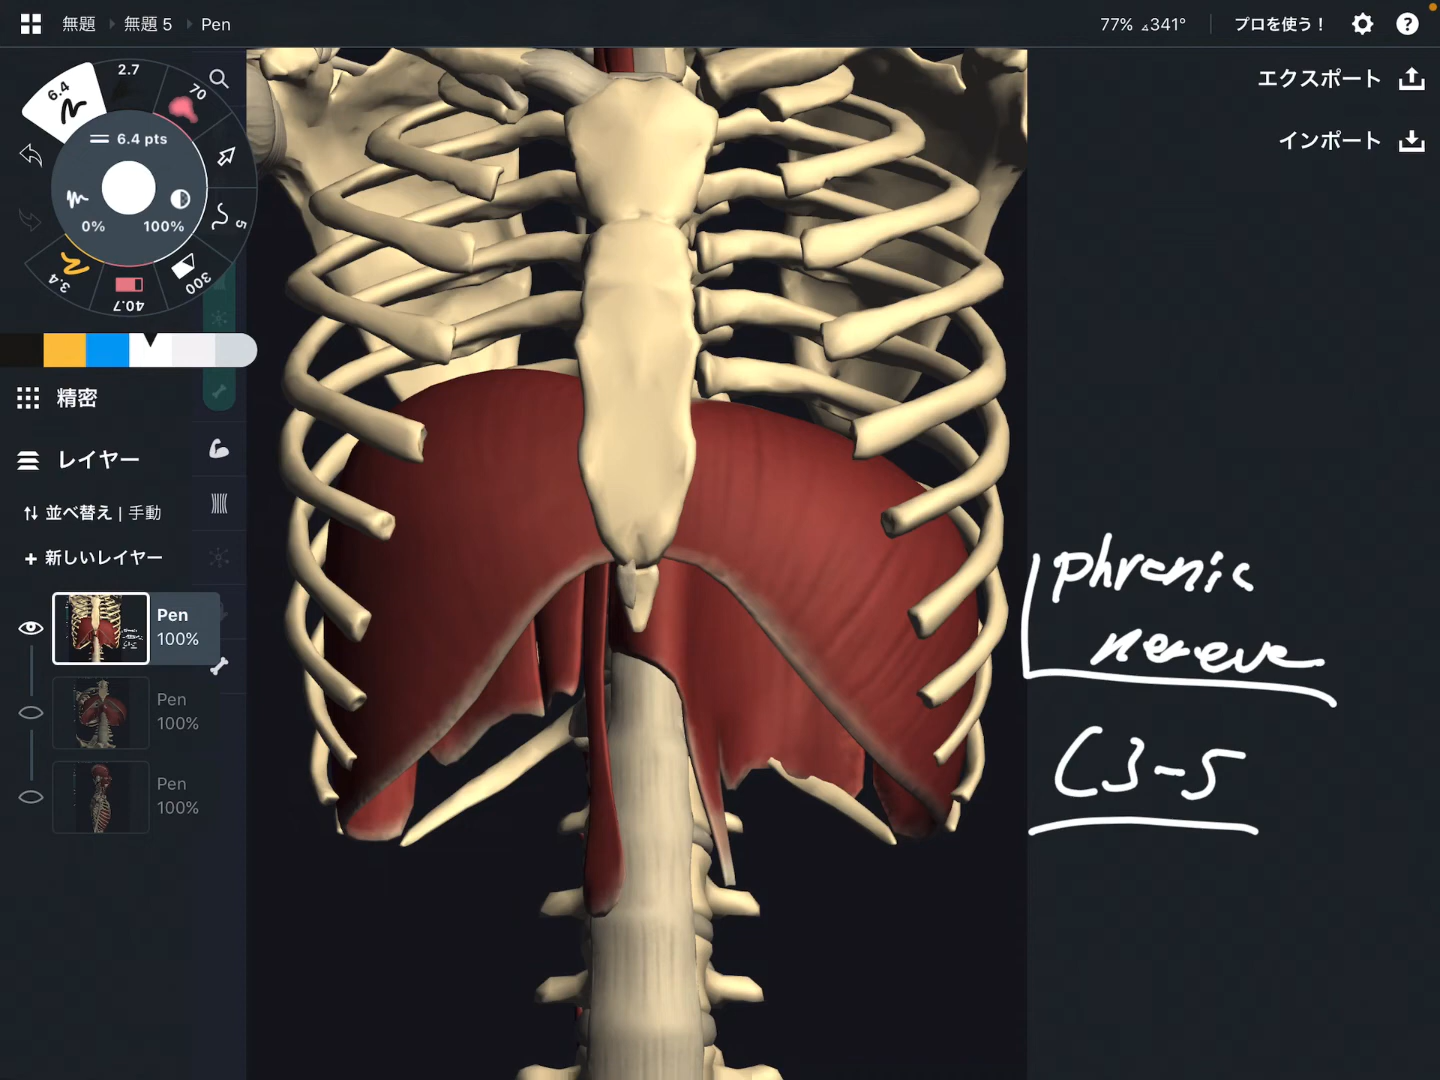 無題 無題 5 Pen
77% ⦟341°
プロを使う！
エクスポート
インポート
2.7
6.4
70
6.4 pts
0% 100%
5
3.4
40.7
300
精密
レイヤー
並べ替え | 手動
+ 新しいレイヤー
Pen
100%
Pen
100%
Pen
100%
phrenic
nereve
C3-5